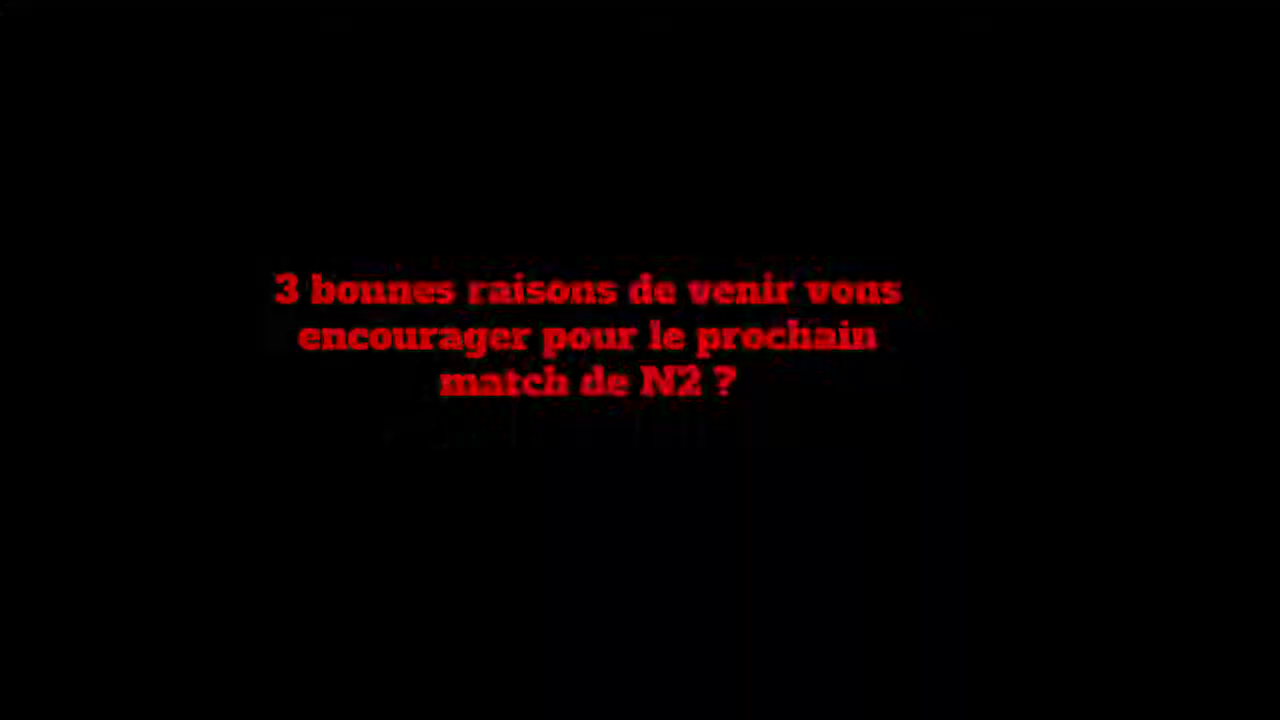 3 bonnes raisons de venir vous
encourager pour le prochain
match de N2 ?